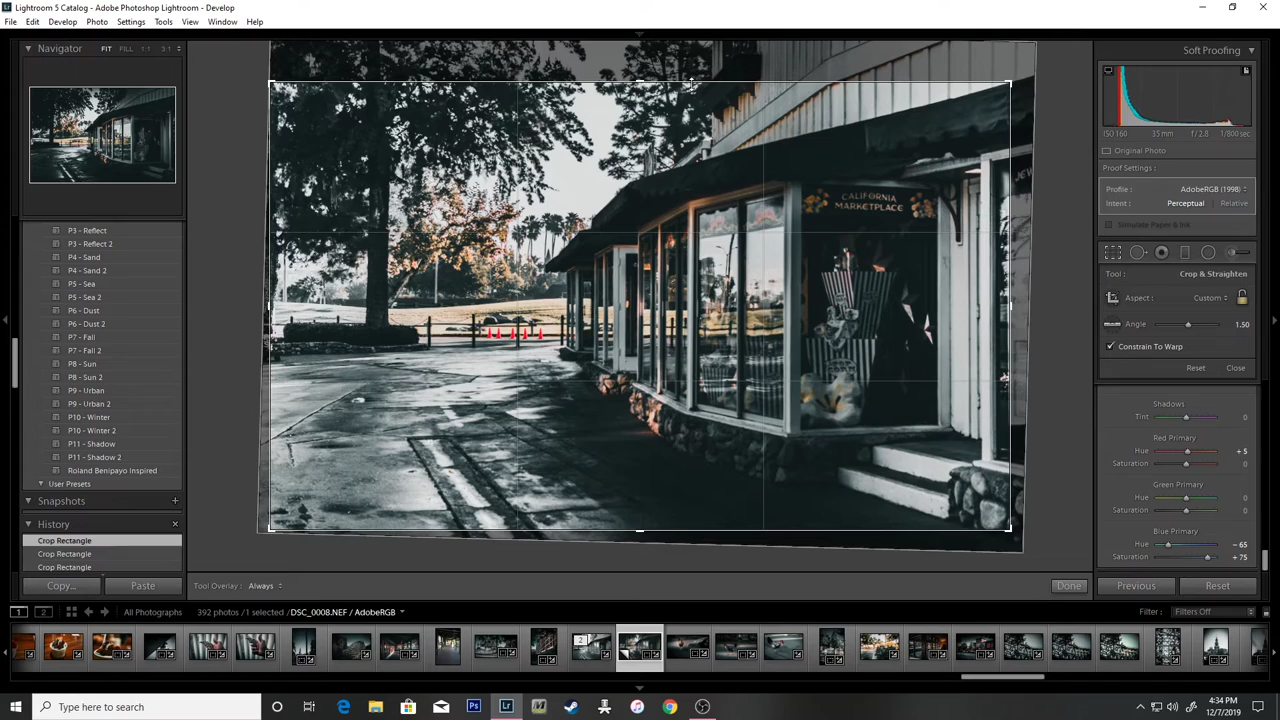 Lightroom 5 Catalog - Adobe Photoshop Lightroom - Develop
File Edit Develop Photo Settings Tools View Window Help
Navigator FIT FILL 1:1 3:1
P3 - Reflect
P3 - Reflect 2
P4 - Sand
P4 - Sand 2
P5 - Sea
P5 - Sea 2
P6 - Dust
P6 - Dust 2
P7 - Fall
P7 - Fall 2
P8 - Sun
P8 - Sun 2
P9 - Urban
P9 - Urban 2
P10 - Winter
P10 - Winter 2
P11 - Shadow
P11 - Shadow 2
Roland Benipayo Inspired
User Presets
Snapshots
History
Crop Rectangle
Crop Rectangle
Crop Rectangle
Copy...
Paste
CALIFORNIA
MARKETPLACE
Tool Overlay: Always
Done
Soft Proofing
ISO 160 35 mm f / 2.8 1/800 sec
Original Photo
Proof Settings:
Profile: AdobeRGB (1998)
Intent: Perceptual Relative
Simulate Paper & Ink
Tool: Crop & Straighten
Aspect: Custom
Angle 1.50
Constrain To Warp
Reset Close
Shadows
Tint 0
Red Primary
Hue + 5
Saturation 0
Green Primary
Hue 0
Saturation 0
Blue Primary
Hue - 65
Saturation + 75
Previous
Reset
1 2 All Photographs 392 photos / 1 selected / DSC_0008.NEF / AdobeRGB
Filter: Filters Off
2
Type here to search
Ps
Lr
4:34 PM
12/7/2019